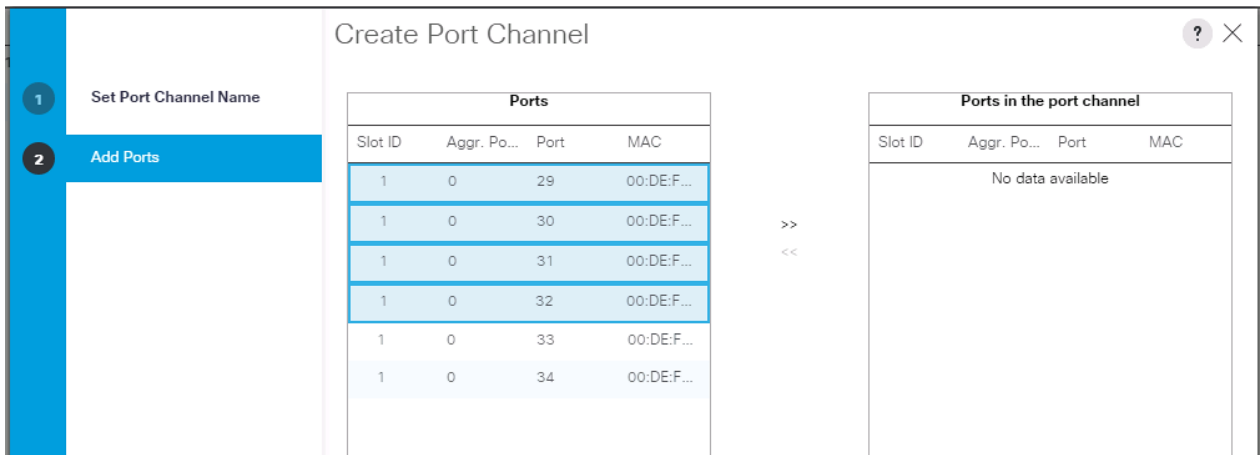 Create Port Channel
?
1 Set Port Channel Name
2 Add Ports
Ports
Slot ID Aggr. Po... Port MAC
1 0 29 00:DE:F...
1 0 30 00:DE:F...
1 0 31 00:DE:F...
1 0 32 00:DE:F...
1 0 33 00:DE:F...
1 0 34 00:DE:F...
>>
<<
Ports in the port channel
Slot ID Aggr. Po... Port MAC
No data available